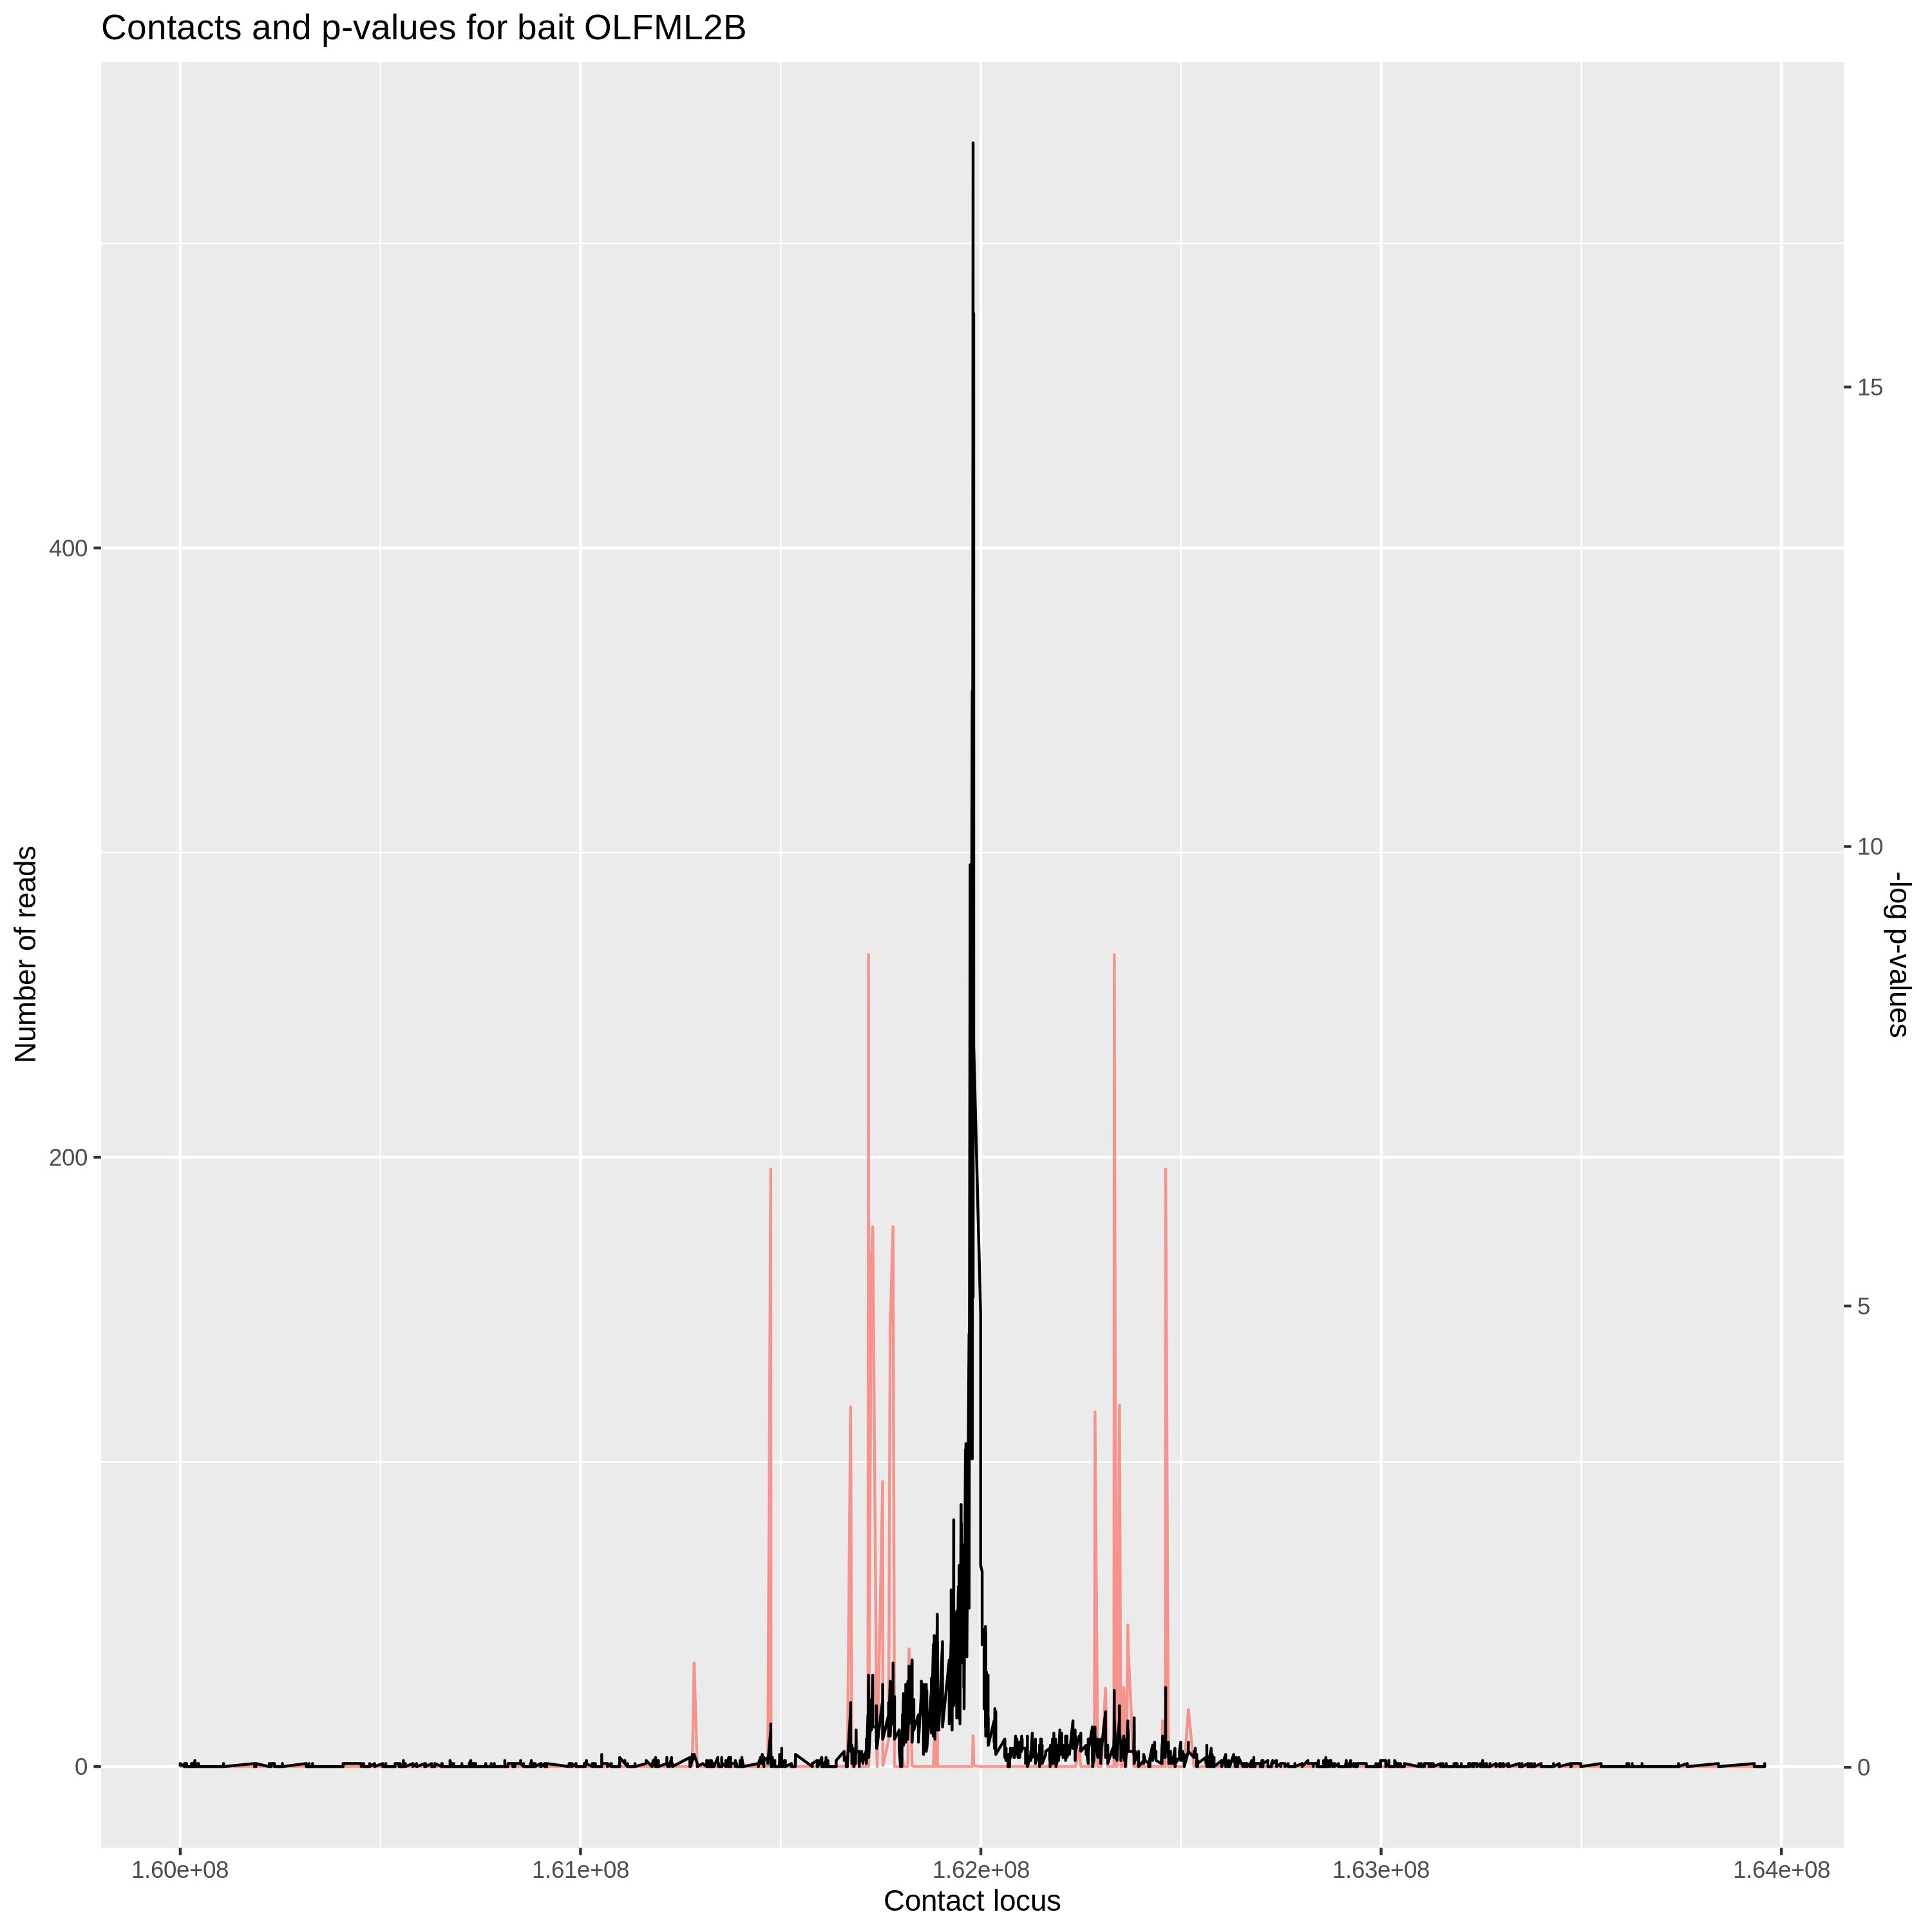 Contacts and p-values for bait OLFML2B
Number of reads
400
200
0
15
10
5
0
-log p-values
1.60e+08
1.61e+08
1.62e+08
1.63e+08
1.64e+08
Contact locus